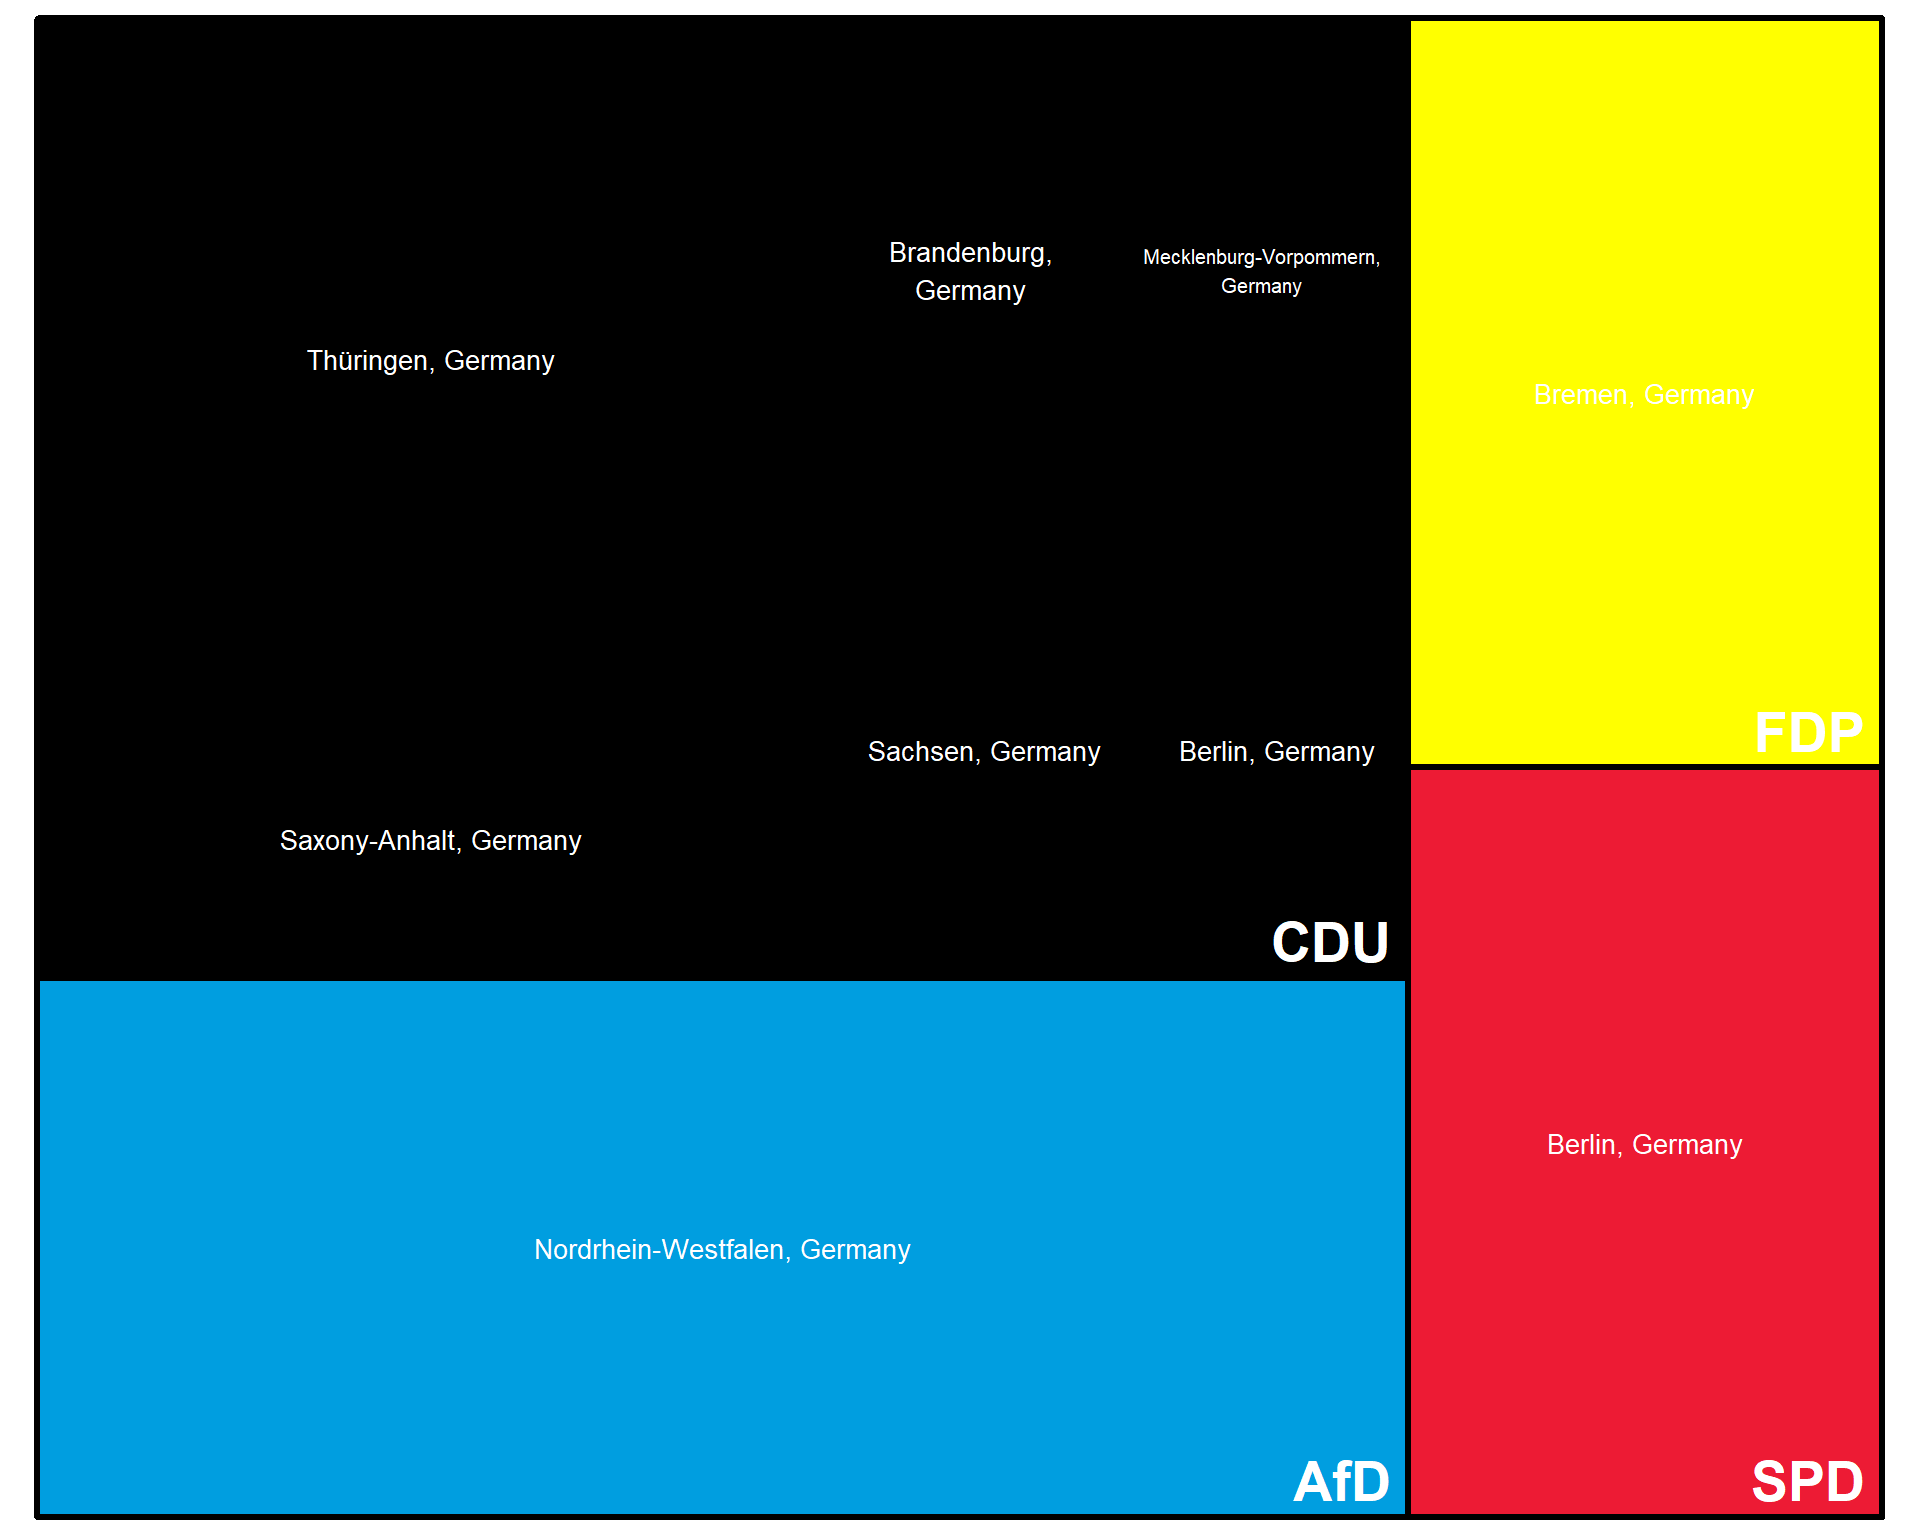 Thüringen, Germany
Brandenburg,
Germany
Mecklenburg-Vorpommern,
Germany
Saxony-Anhalt, Germany
Sachsen, Germany
Berlin, Germany
CDU
Bremen, Germany
FDP
Nordrhein-Westfalen, Germany
AfD
Berlin, Germany
SPD